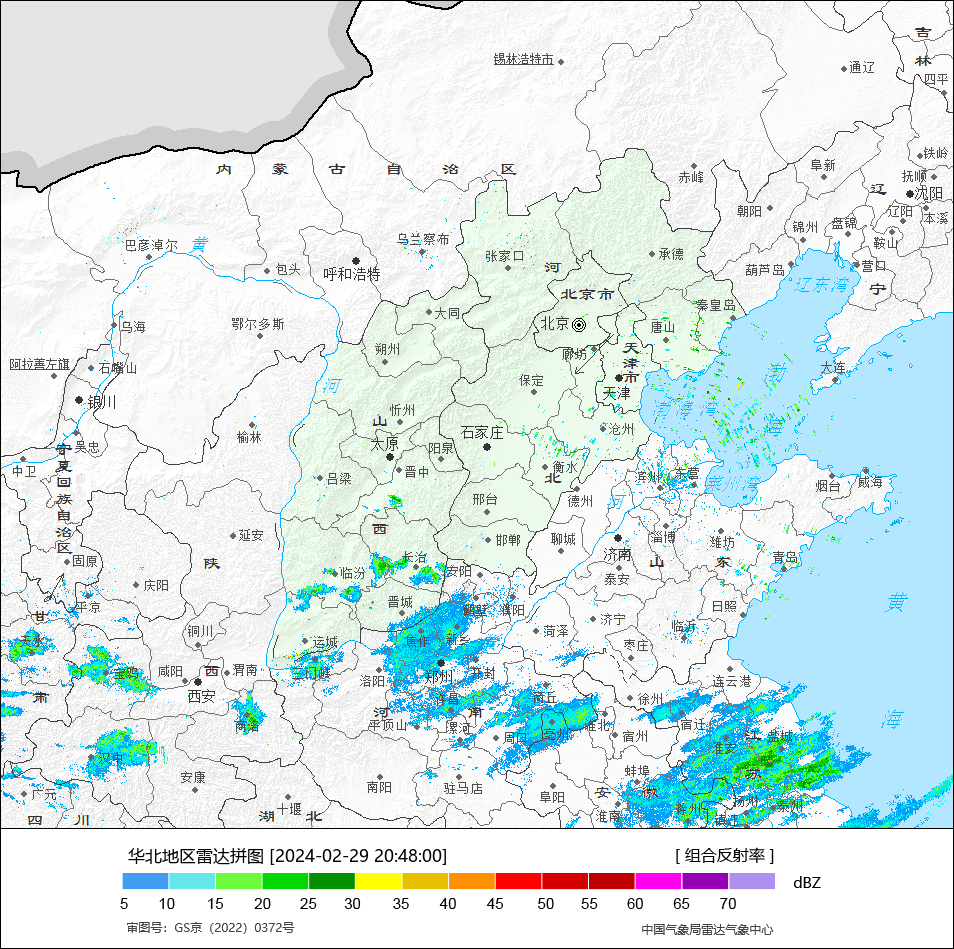 吉
林
锡林浩特市
通辽
四平
内 蒙 古 自 治 区
铁岭
阜新
赤峰
抚顺
辽
沈阳
朝阳
辽阳
本溪
锦州
盘锦
鞍山
巴彦淖尔
黄
乌兰察布
张家口
承德
河
葫芦岛
营口
包头
呼和浩特
辽东湾
宁
北京市
秦皇岛
大同
北京
乌海
鄂尔多斯
唐山
朔州
廊坊
天
津
市
阿拉善左旗
石嘴山
大连
渤
保定
河
天津
银川
忻州
渤海湾
山
海
榆林
石家庄
沧州
吴忠
太原
阳泉
宁
夏
回
族
自
治
区
中卫
晋中
衡水
吕梁
北
滨州
东营
莱州湾
烟台
威海
邢台
德州
河
西
延安
邯郸
聊城
淄博
潍坊
济南
陕
固原
长治
山
东
青岛
临汾
安阳
泰安
庆阳
平凉
晋城
鹤壁
濮阳
日照
黄
甘
济宁
铜川
菏泽
临沂
天水
运城
焦作
新乡
枣庄
咸阳
西
渭南
宝鸡
三门峡
郑州
开封
洛阳
连云港
肃
西安
许昌
商丘
徐州
河
南
海
商洛
平顶山
漯河
周口
亳州
淮北
宿州
宿迁
江
盐城
淮安
苏
安康
南阳
驻马店
阜阳
蚌埠
安
徽
广元
十堰
淮南
滁州
扬州
泰州
四 川
湖 北
镇江
华北地区雷达拼图 [2024-02-29 20:48:00]
[ 组合反射率 ]
dBZ
5 10 15 20 25 30 35 40 45 50 55 60 65 70
审图号：GS京（2022）0372号
中国气象局雷达气象中心